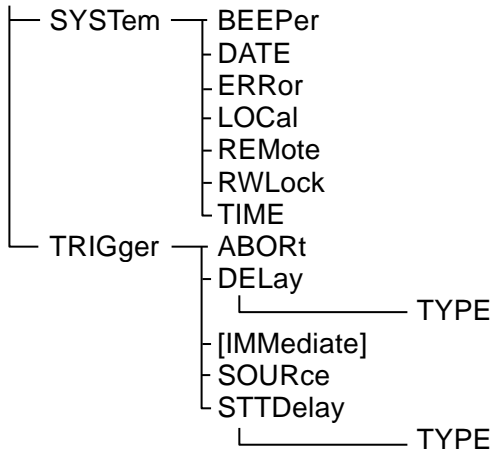 SYSTem BEEPer
DATE
ERRor
LOCal
REMote
RWLock
TIME
TRIGger ABORt
DELay
TYPE
[IMMediate]
SOURce
STTDelay
TYPE